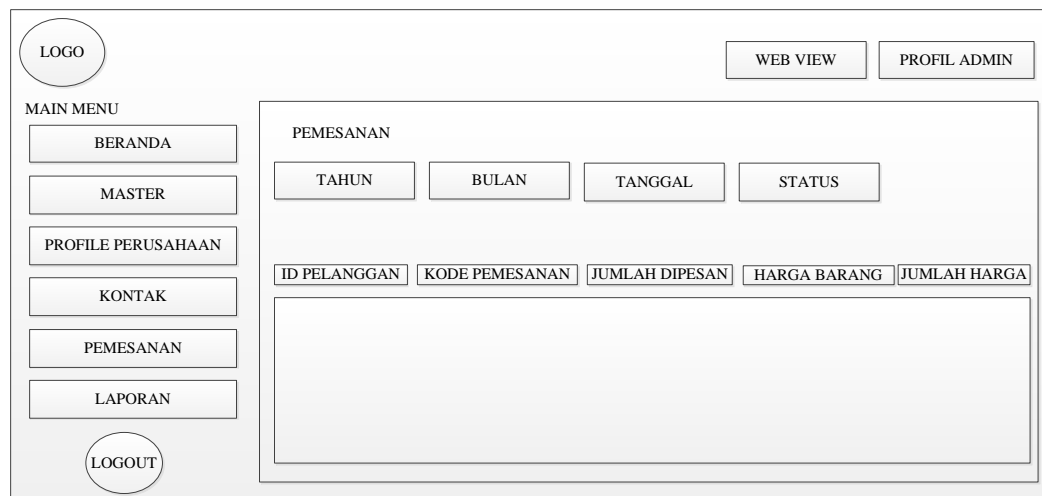 LOGO
WEB VIEW
PROFIL ADMIN
MAIN MENU
BERANDA
MASTER
PROFILE PERUSAHAAN
KONTAK
PEMESANAN
LAPORAN
LOGOUT
PEMESANAN
TAHUN
BULAN
TANGGAL
STATUS
ID PELANGGAN
KODE PEMESANAN
JUMLAH DIPESAN
HARGA BARANG
JUMLAH HARGA